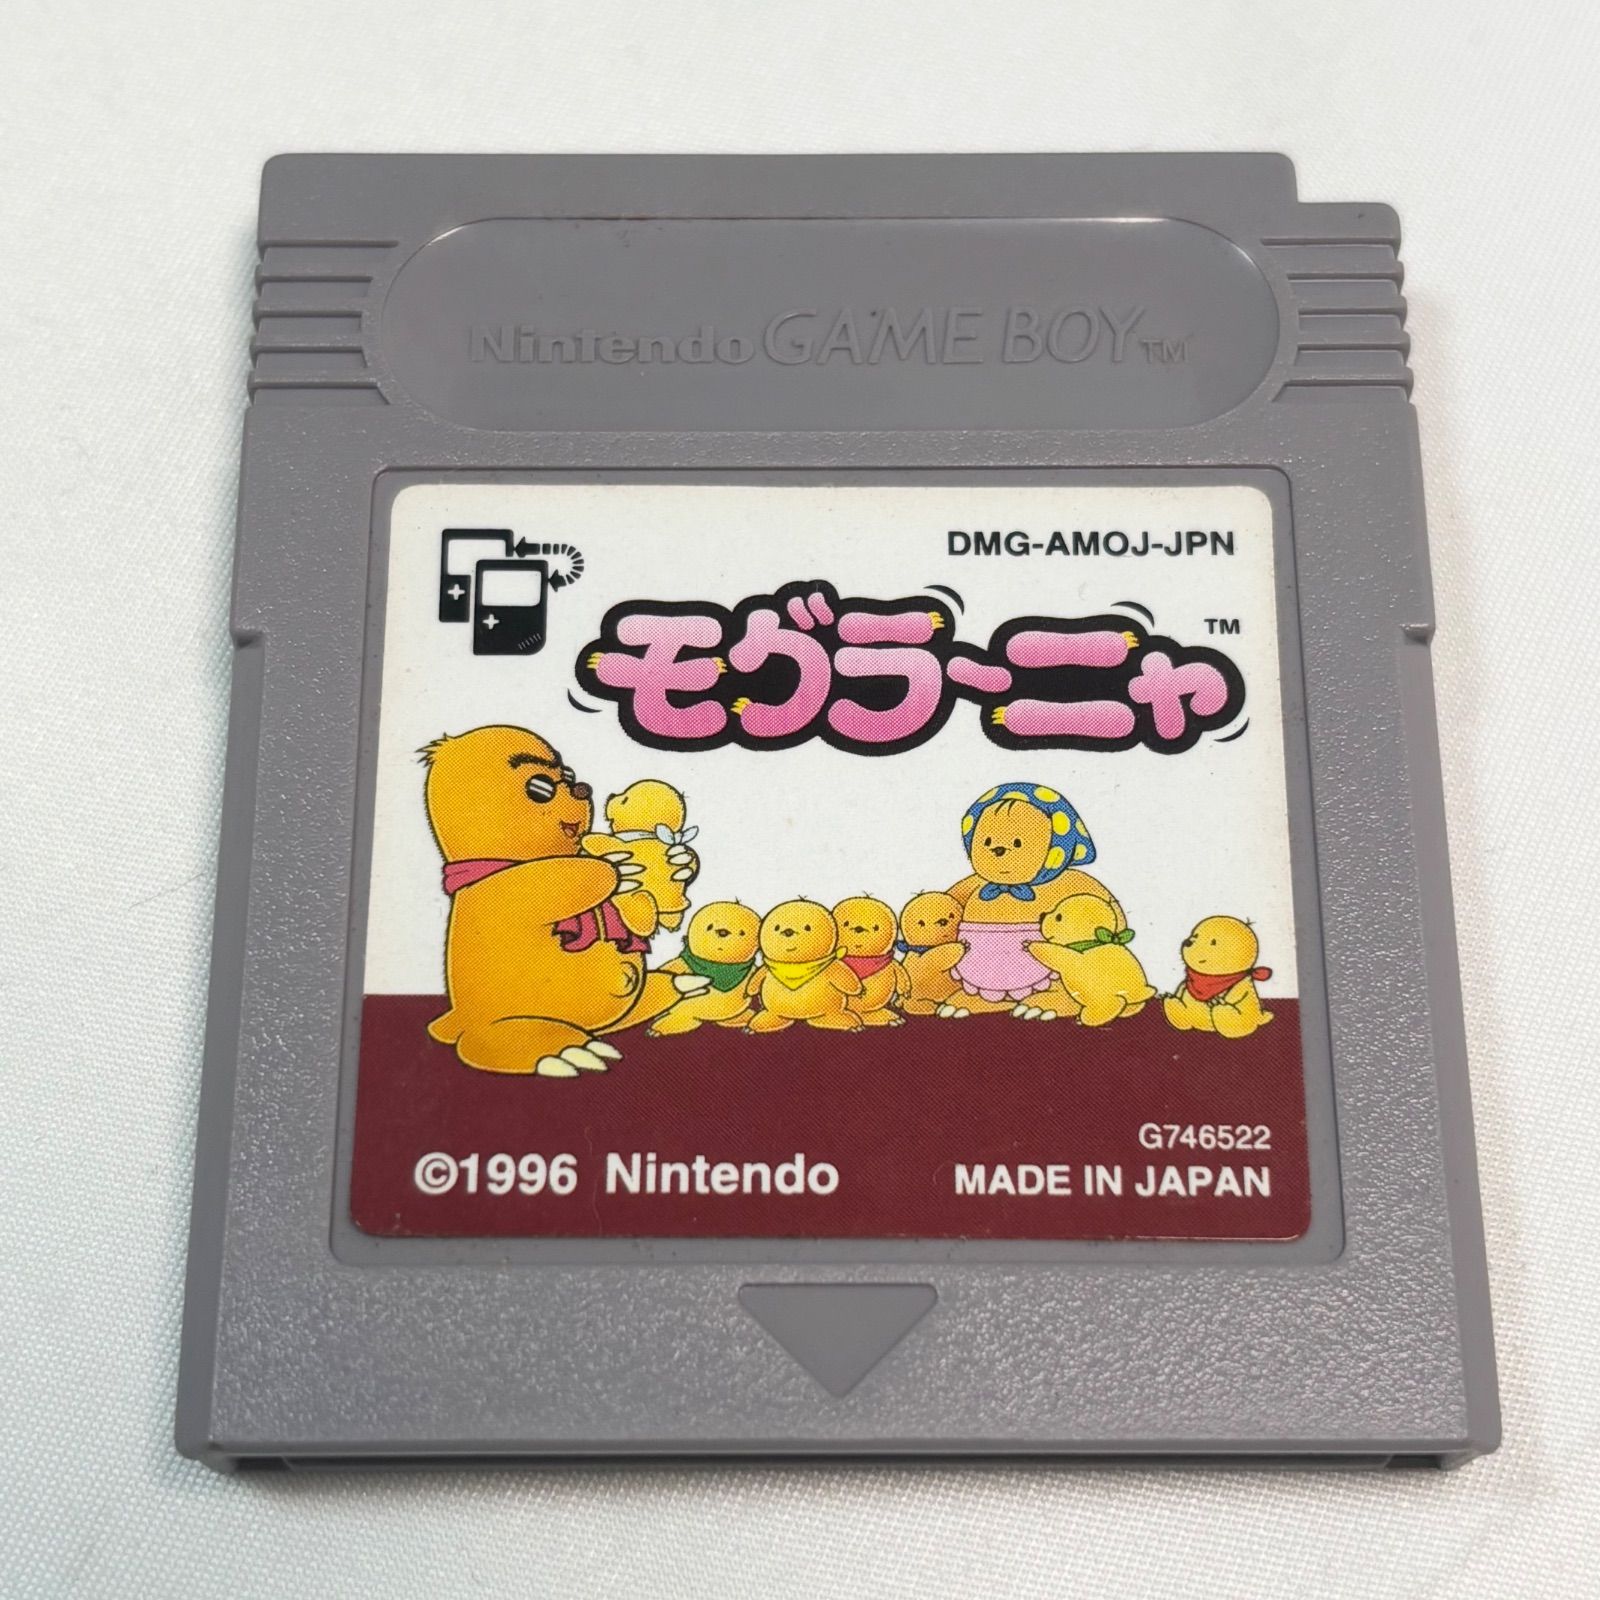 Nintendo GAME BOY™
DMG-AMOJ-JPN
モグラ〜ニャ™
G746522
©1996 Nintendo
MADE IN JAPAN